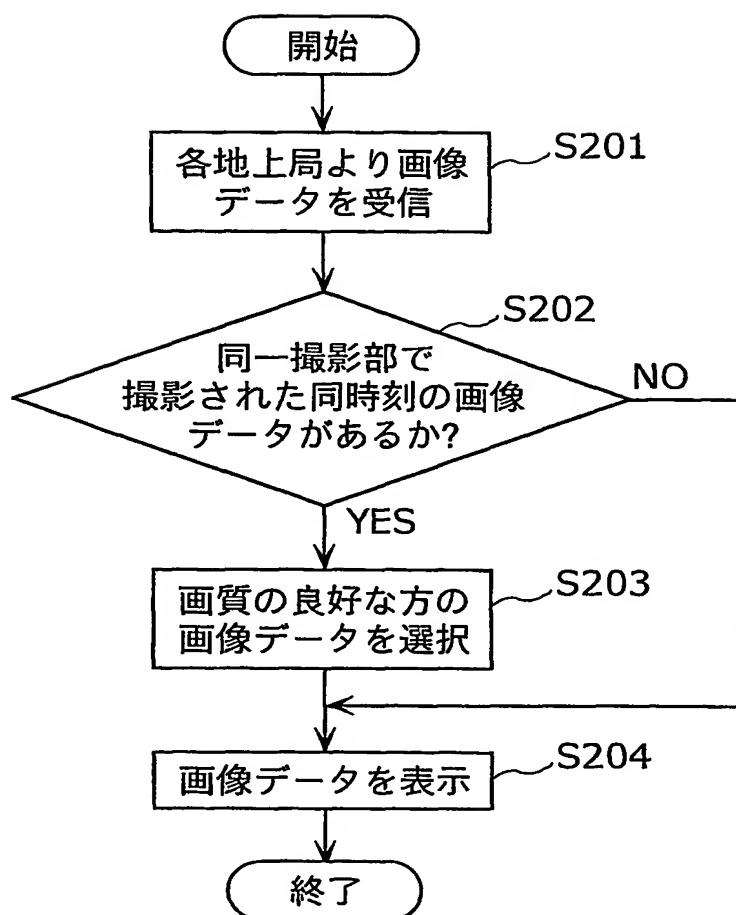 開始
各地上局より画像
データを受信
S201
S202
同一撮影部で
撮影された同時刻の画像
データがあるか?
NO
YES
画質の良好な方の
画像データを選択
S203
画像データを表示
S204
終了